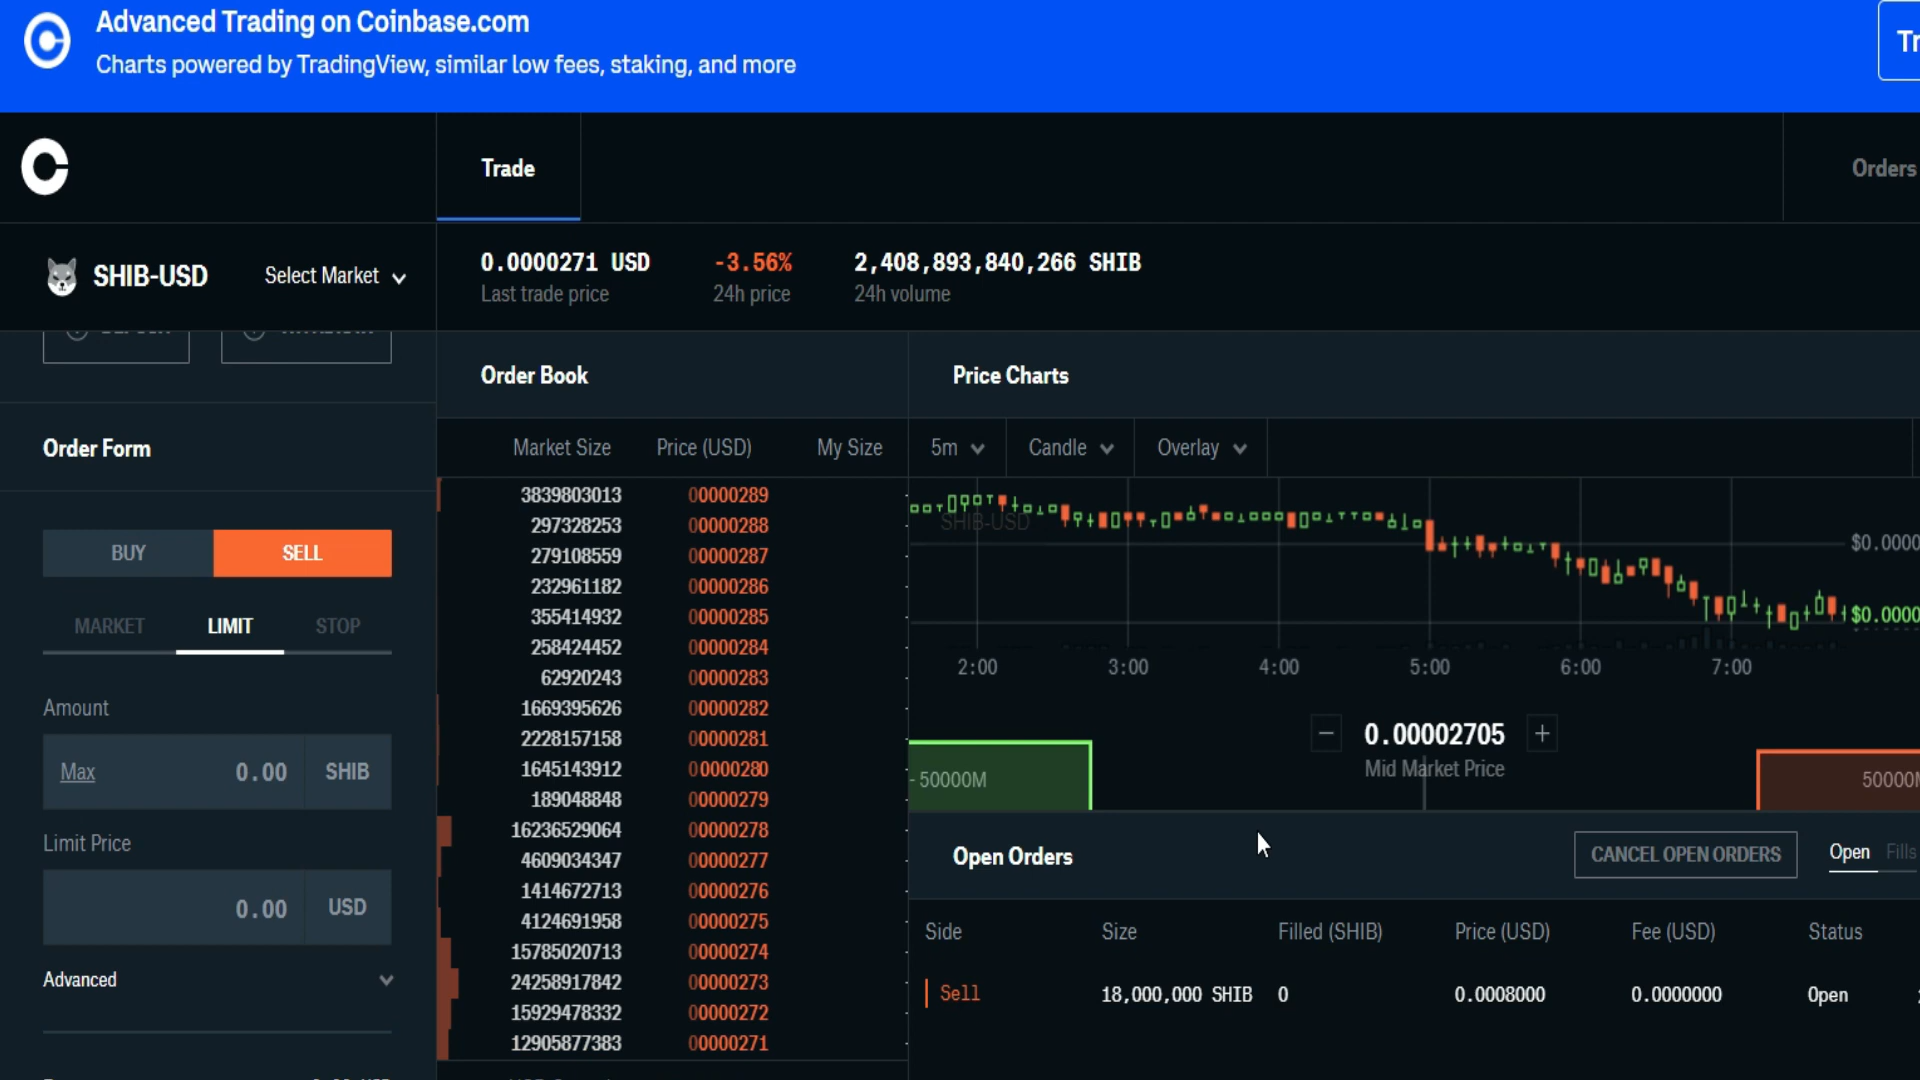 Advanced Trading on Coinbase.com
Charts powered by TradingView, similar low fees, staking, and more
Trade
Orders
SHIB-USD
Select Market
0.0000271 USD
Last trade price
-3.56%
24h price
2,408,893,840,266 SHIB
24h volume
Order Form
BUY
SELL
MARKET
LIMIT
STOP
Amount
Max
0.00
SHIB
Limit Price
0.00
USD
Advanced
Order Book
Market Size Price (USD) My Size
3839803013 00000289
297328253 00000288
279108559 00000287
232961182 00000286
355414932 00000285
258424452 00000284
62920243 00000283
1669395626 00000282
2228157158 00000281
1645143912 00000280
189048848 00000279
16236529064 00000278
4609034347 00000277
1414672713 00000276
4124691958 00000275
15785020713 00000274
24258917842 00000273
15929478332 00000272
12905877383 00000271
Price Charts
5m
Candle
Overlay
SHIB-USD
$0.0000
$0.0000
2:00 3:00 4:00 5:00 6:00 7:00
- 0.00002705 +
Mid Market Price
- 50000M
50000M
Open Orders
CANCEL OPEN ORDERS
Open Fills
Side Size Filled (SHIB) Price (USD) Fee (USD) Status
Sell 18,000,000 SHIB 0 0.0008000 0.0000000 Open